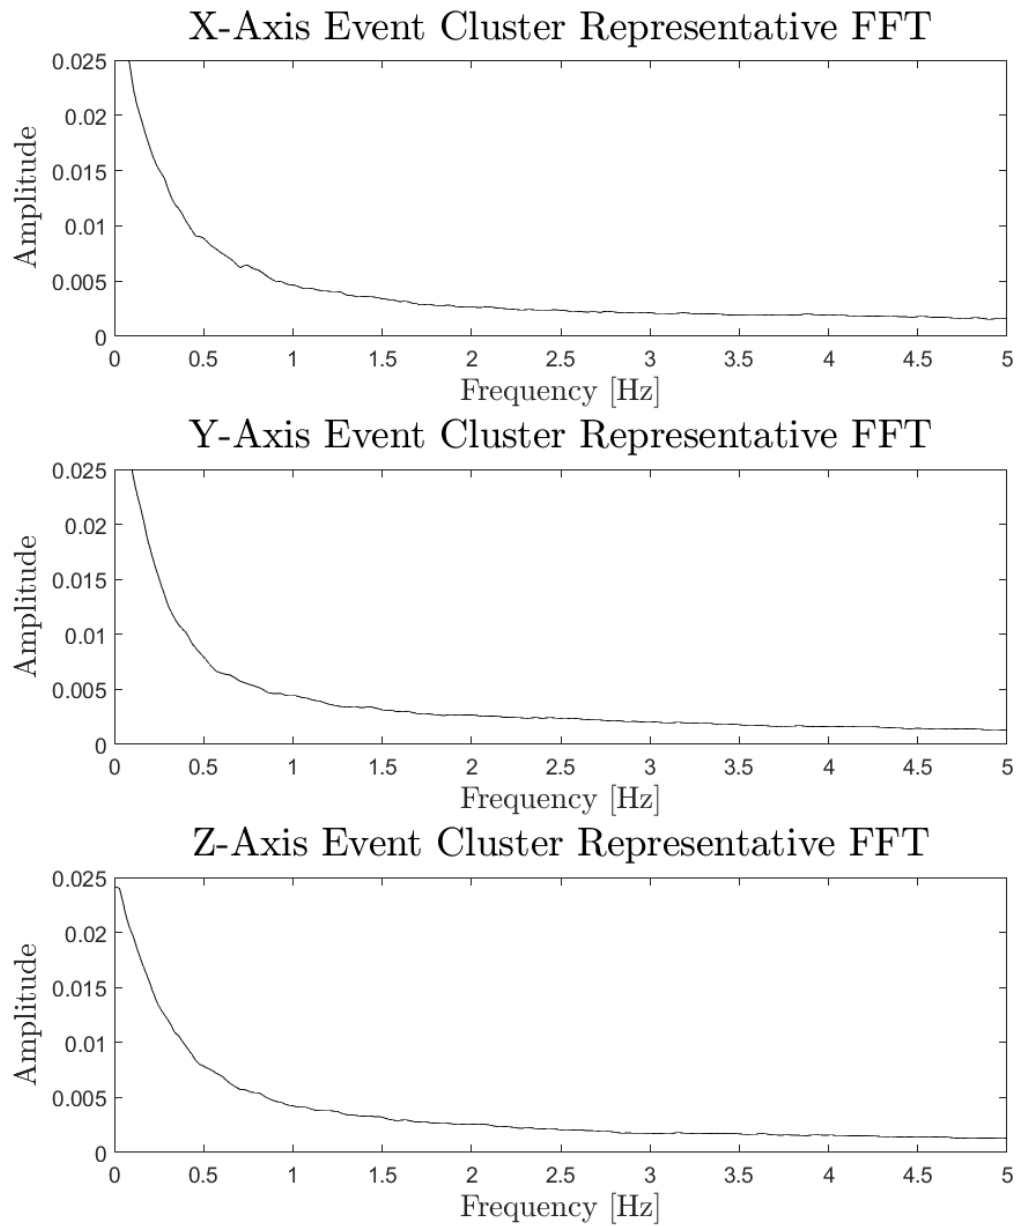 X-Axis Event Cluster Representative FFT
0.025
0.02
0.015
0.01
0.005
0
Amplitude
0 0.5 1 1.5 2 2.5 3 3.5 4 4.5 5
Frequency [Hz]
Y-Axis Event Cluster Representative FFT
0.025
0.02
0.015
0.01
0.005
0
Amplitude
0 0.5 1 1.5 2 2.5 3 3.5 4 4.5 5
Frequency [Hz]
Z-Axis Event Cluster Representative FFT
0.025
0.02
0.015
0.01
0.005
0
Amplitude
0 0.5 1 1.5 2 2.5 3 3.5 4 4.5 5
Frequency [Hz]